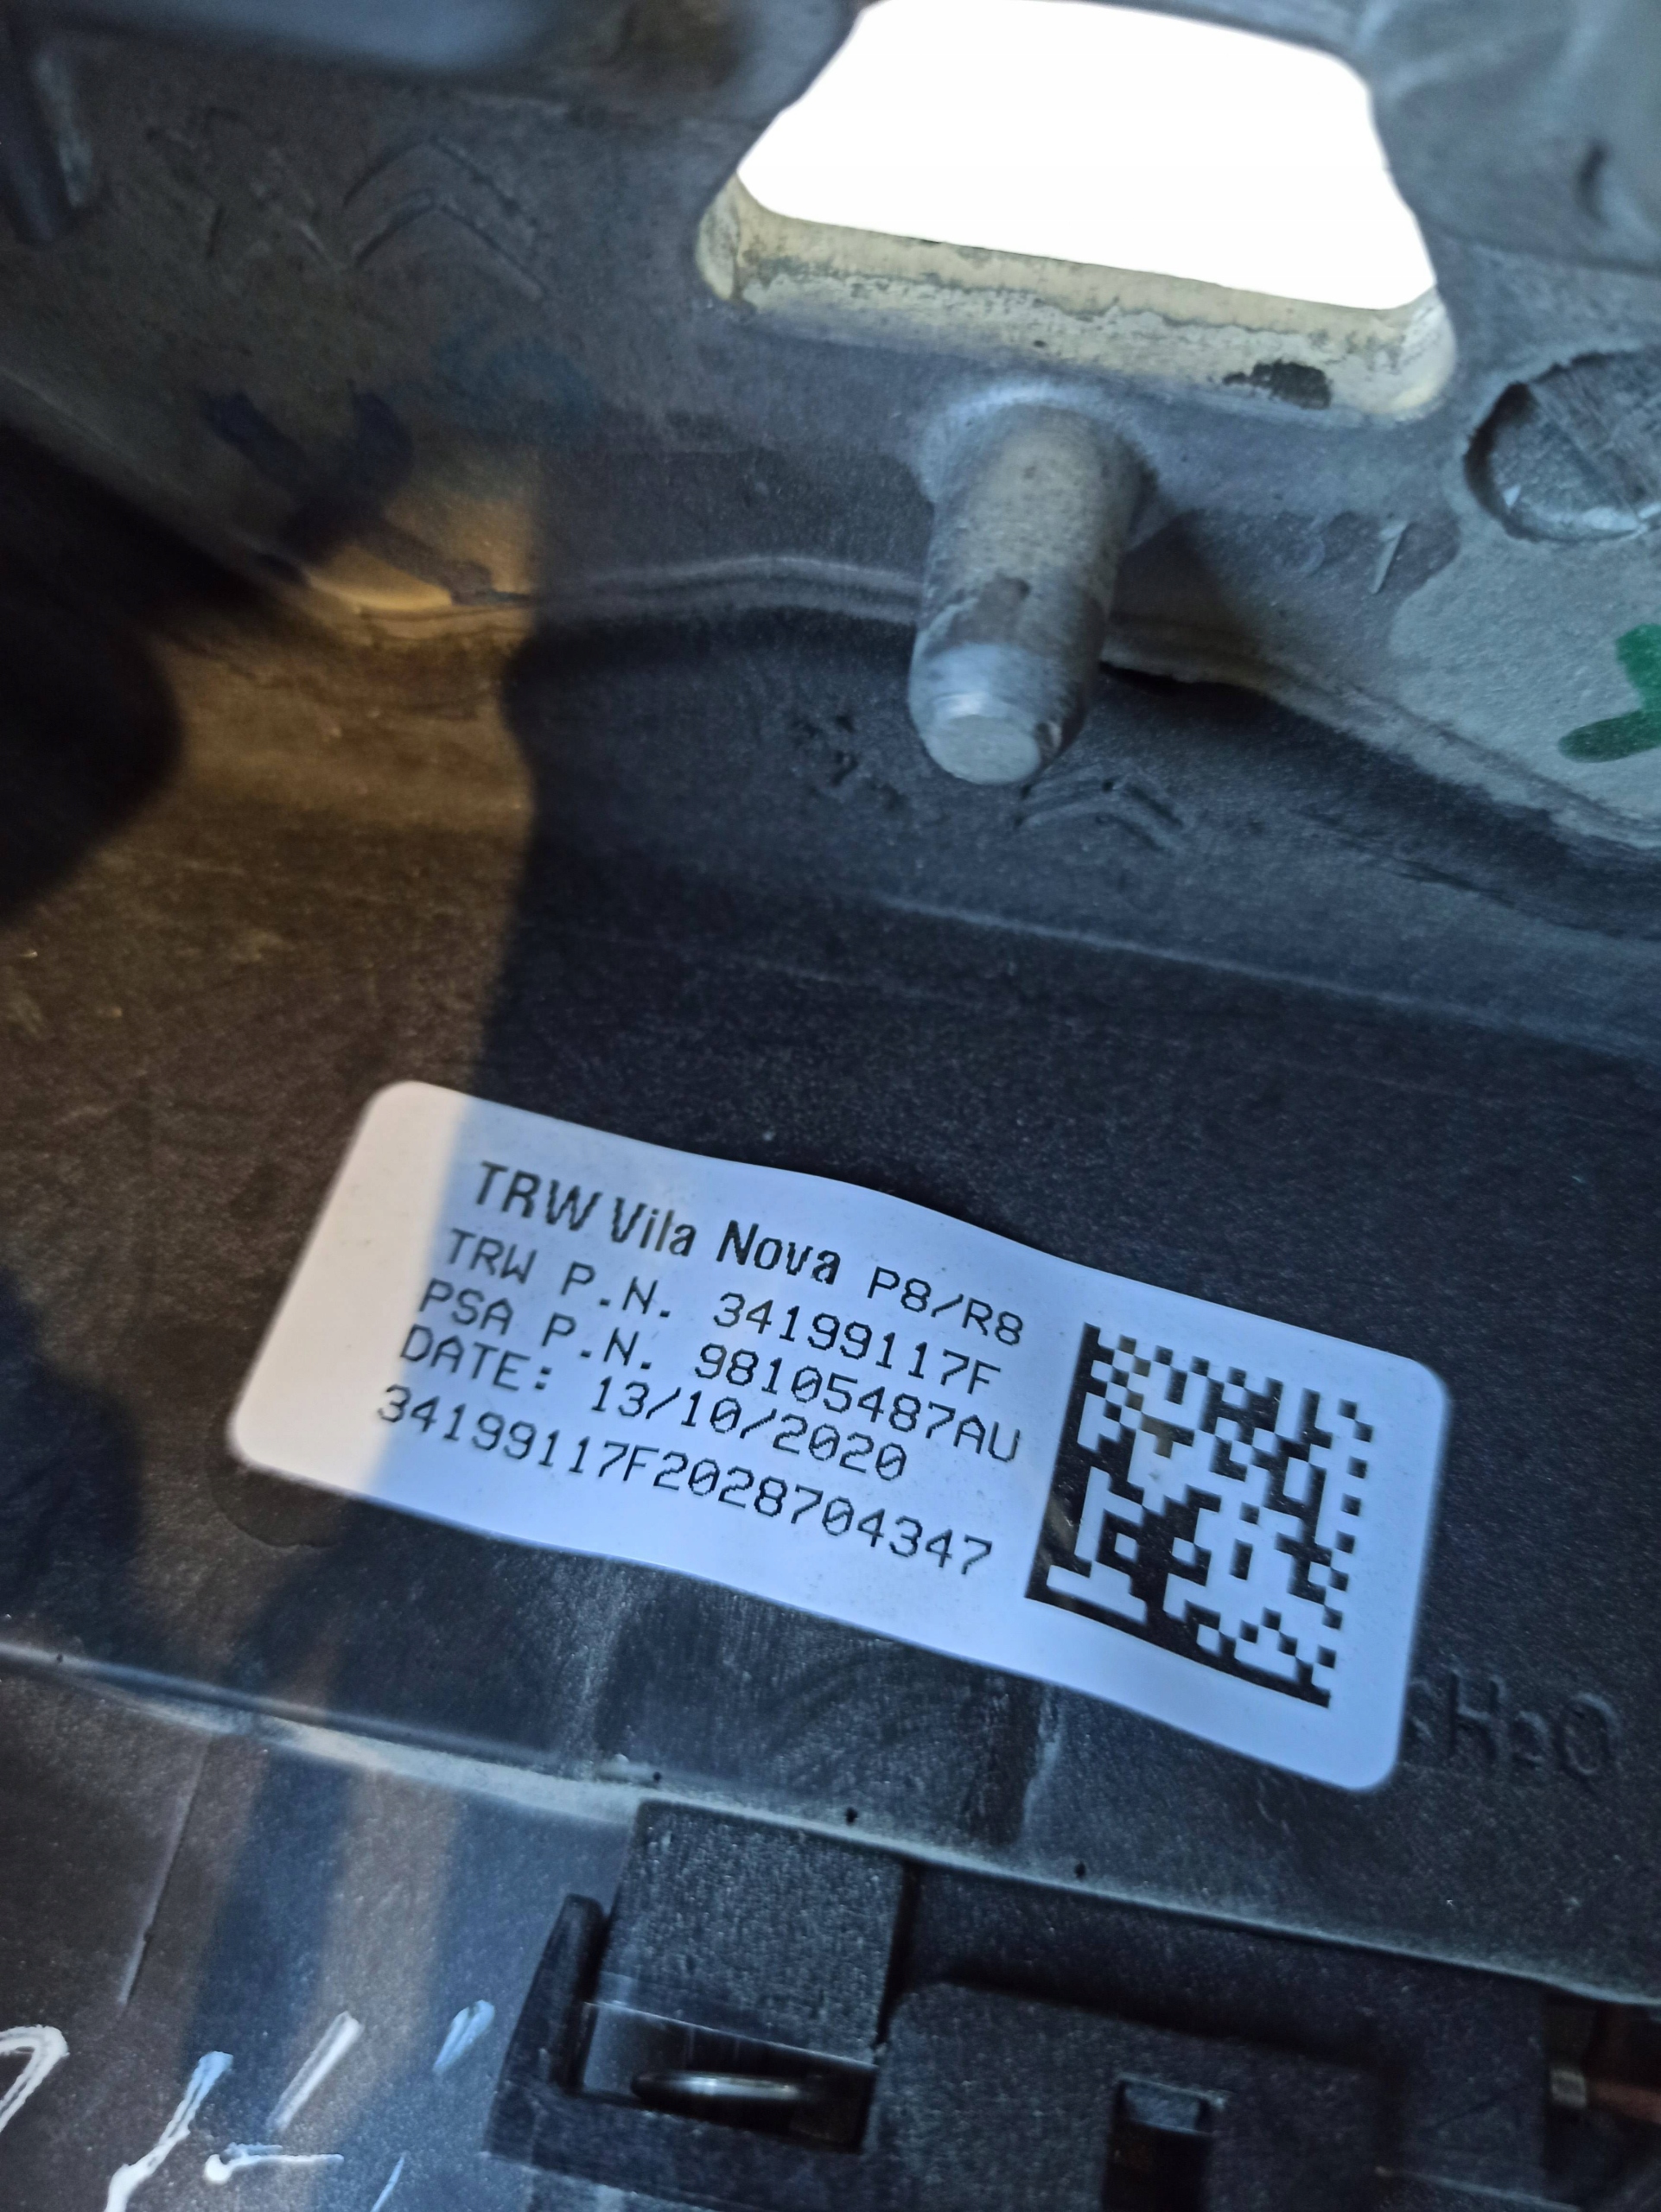 TRW Vila Nova P8/R8
TRW P.N. 34199117F
PSA P.N. 98105487AU
DATE: 13/10/2020
34199117F2028704347